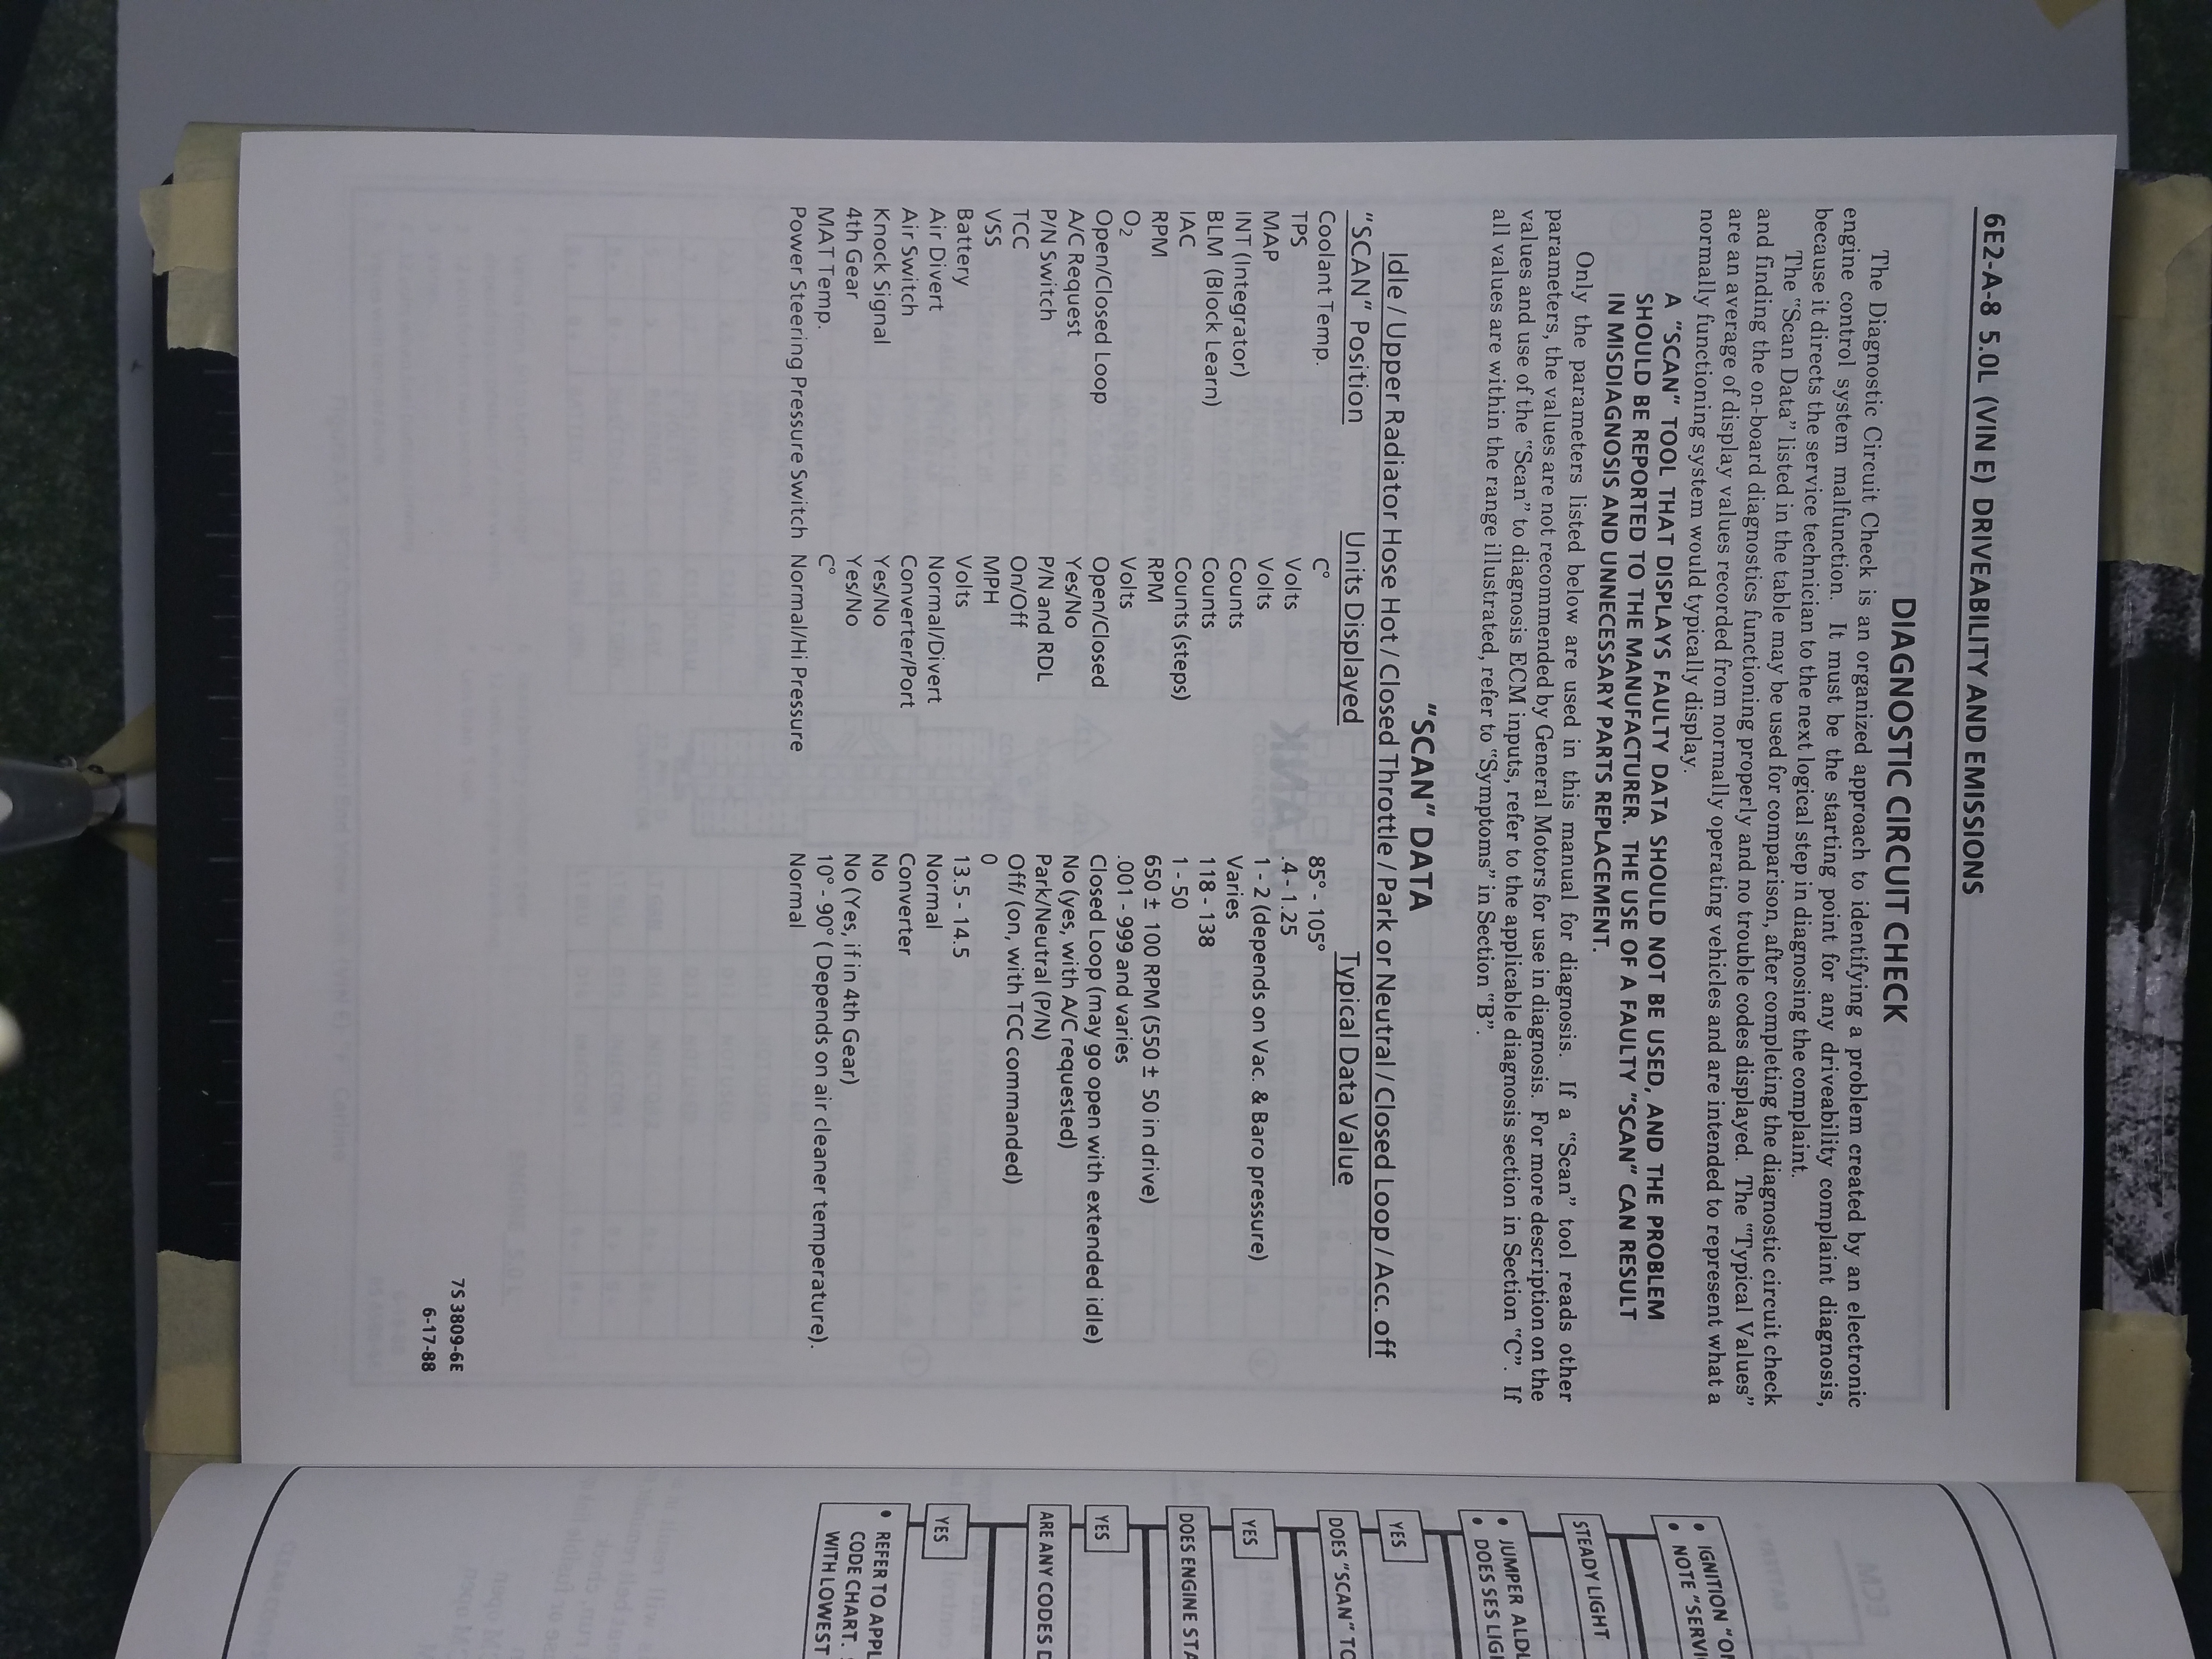 6E2-A-8 5.0L (VIN E) DRIVEABILITY AND EMISSIONS
DIAGNOSTIC CIRCUIT CHECK
The Diagnostic Circuit Check is an organized approach to identifying a problem created by an electronic
engine control system malfunction. It must be the starting point for any driveability complaint diagnosis,
because it directs the service technician to the next logical step in diagnosing the complaint.
The "Scan Data" listed in the table may be used for comparison, after completing the diagnostic circuit check
and finding the on-board diagnostics functioning properly and no trouble codes displayed. The "Typical Values"
are an average of display values recorded from normally operating vehicles and are intended to represent what a
normally functioning system would typically display.
A "SCAN" TOOL THAT DISPLAYS FAULTY DATA SHOULD NOT BE USED, AND THE PROBLEM
SHOULD BE REPORTED TO THE MANUFACTURER. THE USE OF A FAULTY "SCAN" CAN RESULT
IN MISDIAGNOSIS AND UNNECESSARY PARTS REPLACEMENT.
Only the parameters listed below are used in this manual for diagnosis. If a "Scan" tool reads other
parameters, the values are not recommended by General Motors for use in diagnosis. For more description on the
values and use of the "Scan" to diagnosis ECM inputs, refer to the applicable diagnosis section in Section "C". If
all values are within the range illustrated, refer to "Symptoms" in Section "B".
"SCAN" DATA
Idle / Upper Radiator Hose Hot / Closed Throttle / Park or Neutral / Closed Loop / Acc. off
"SCAN" Position Units Displayed Typical Data Value
Coolant Temp. C° 85° - 105°
TPS Volts .4 - 1.25
MAP Volts 1 - 2 (depends on Vac. & Baro pressure)
INT (Integrator) Counts Varies
BLM (Block Learn) Counts 118 - 138
IAC Counts (steps) 1 - 50
RPM RPM 650 ± 100 RPM (550 ± 50 in drive)
O2 Volts .001 - 999 and varies
Open/Closed Loop Open/Closed Closed Loop (may go open with extended idle)
A/C Request Yes/No No (yes, with A/C requested)
P/N Switch P/N and RDL Park/Neutral (P/N)
TCC On/Off Off/ (on, with TCC commanded)
VSS MPH 0
Battery Volts 13.5 - 14.5
Air Divert Normal/Divert Normal
Air Switch Converter/Port Converter
Knock Signal Yes/No No
4th Gear Yes/No No (Yes, if in 4th Gear)
MAT Temp. C° 10° - 90° ( Depends on air cleaner temperature).
Power Steering Pressure Switch Normal/Hi Pressure Normal
7S 3809-6E
6-17-88
• IGNITION "O
• NOTE "SERVI
STEADY LIGHT
• JUMPER ALDL
• DOES SES LIG
YES
DOES "SCAN" TO
YES
DOES ENGINE STA
YES
ARE ANY CODES D
YES
• REFER TO APPL
CODE CHART.
WITH LOWEST